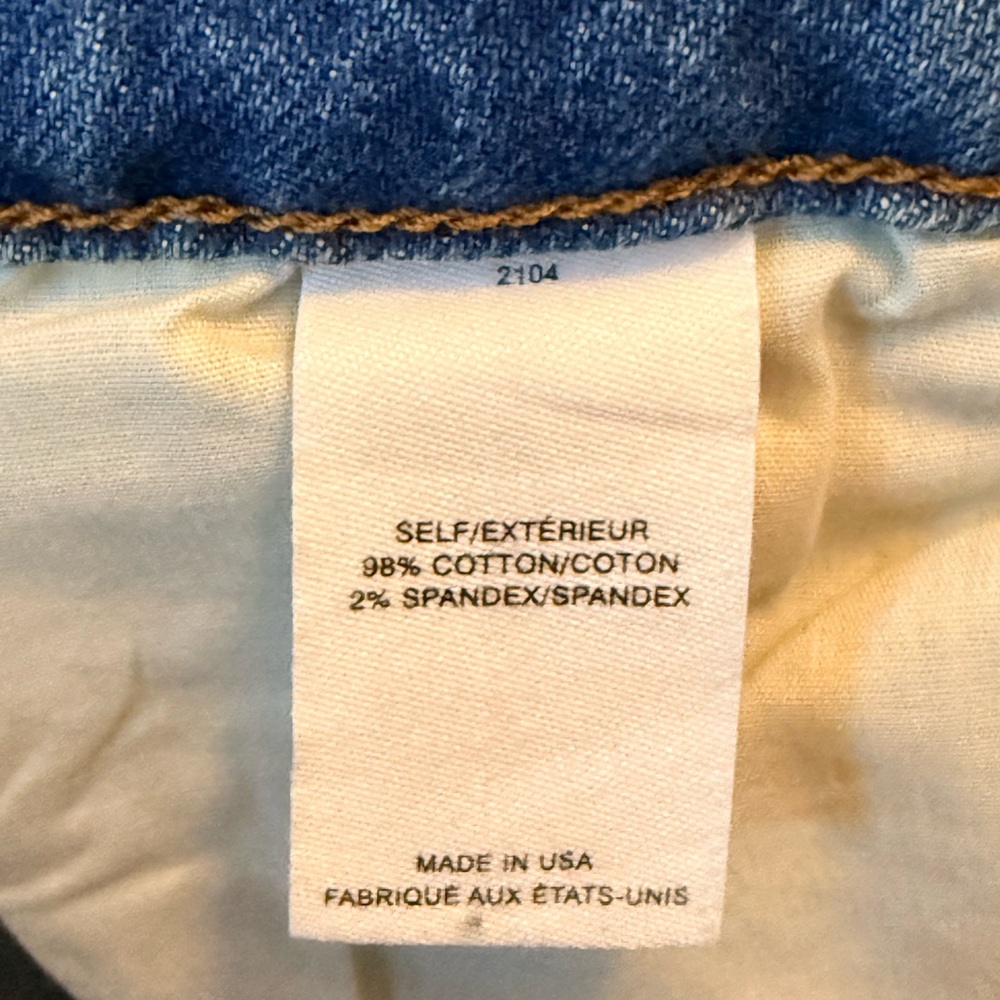 2104
SELF/EXTÉRIEUR
98% COTTON/COTON
2% SPANDEX/SPANDEX
MADE IN USA
FABRIQUÉ AUX ÉTATS-UNIS